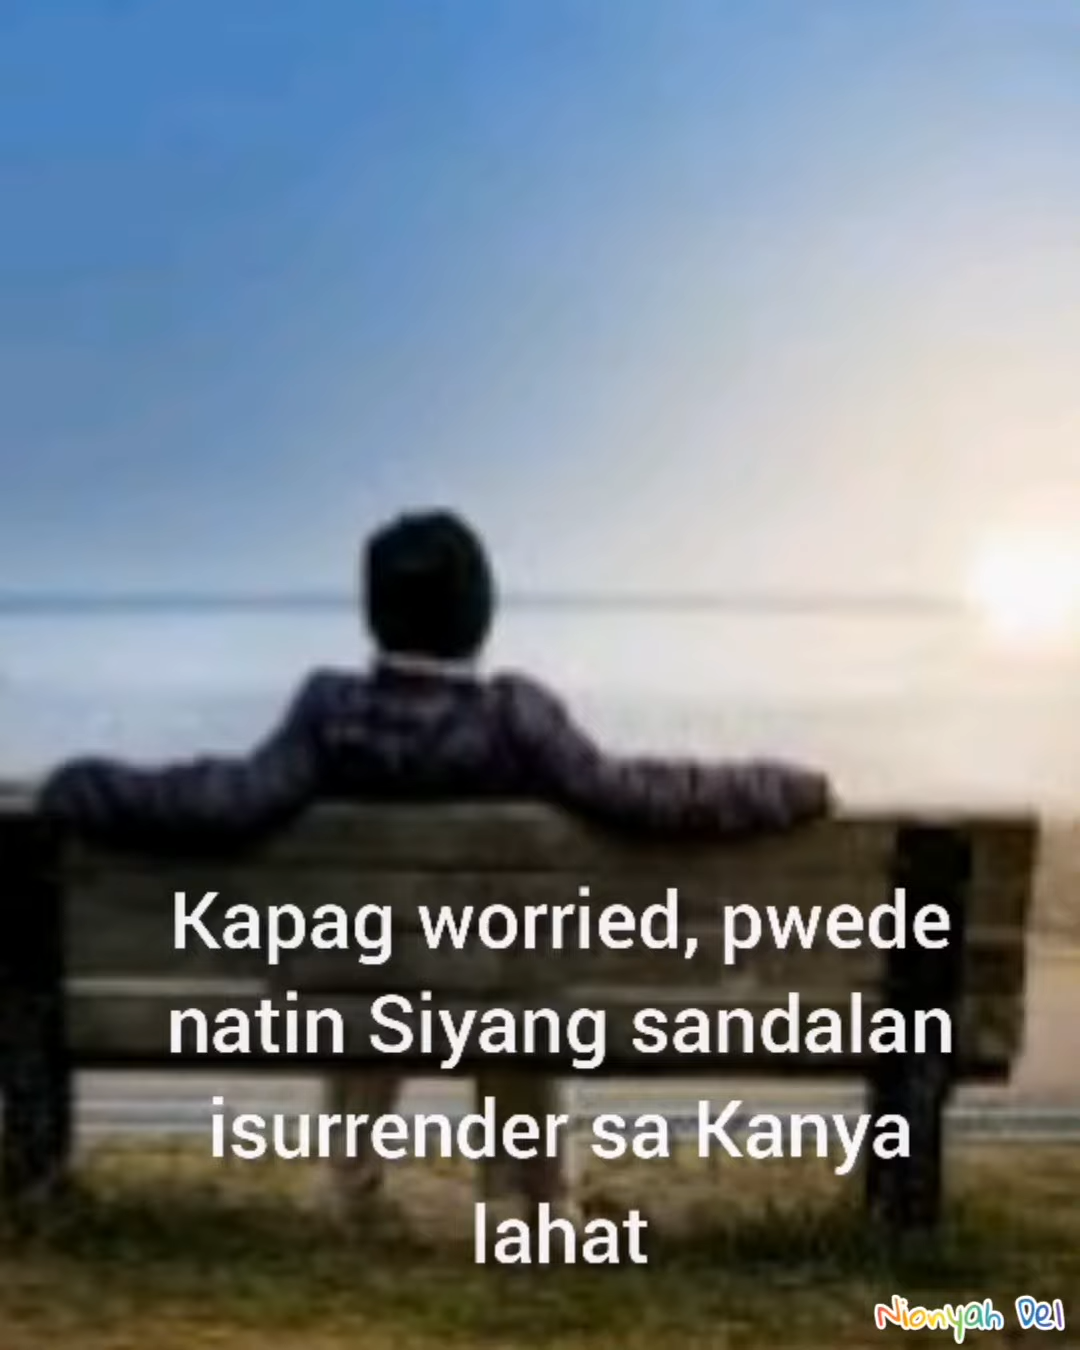 Kapag worried, pwede
natin Siyang sandalan
isurrender sa Kanya
lahat
Nionyah Del